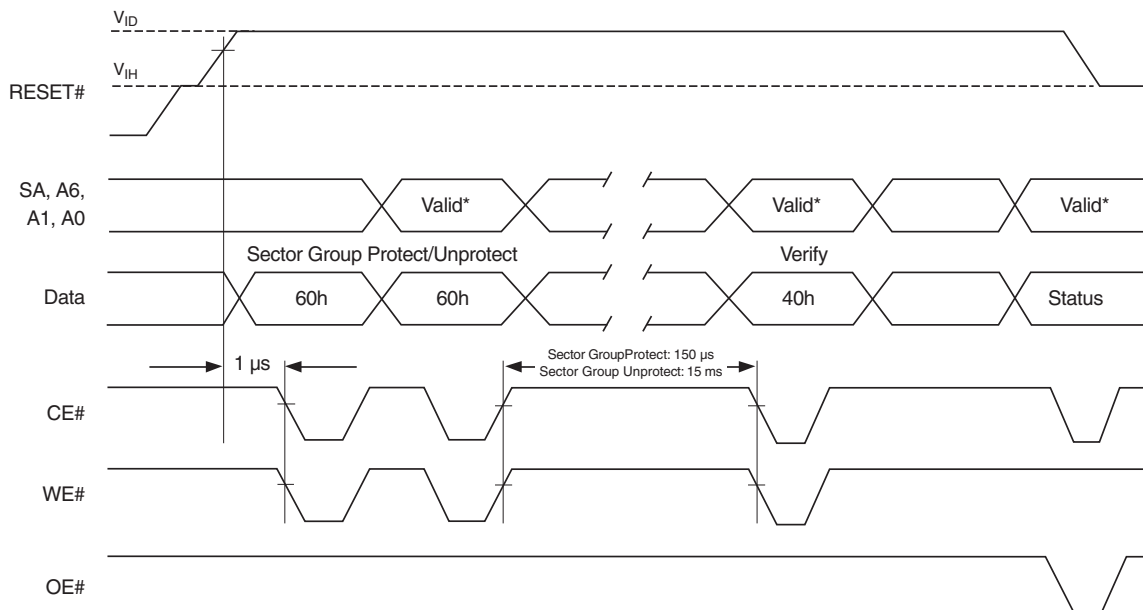 VID
VIH
RESET#
SA, A6,
A1, A0
Valid*
Valid*
Valid*
Sector Group Protect/Unprotect
Verify
Data
60h
60h
40h
Status
1 µs
Sector GroupProtect: 150 µs
Sector Group Unprotect: 15 ms
CE#
WE#
OE#